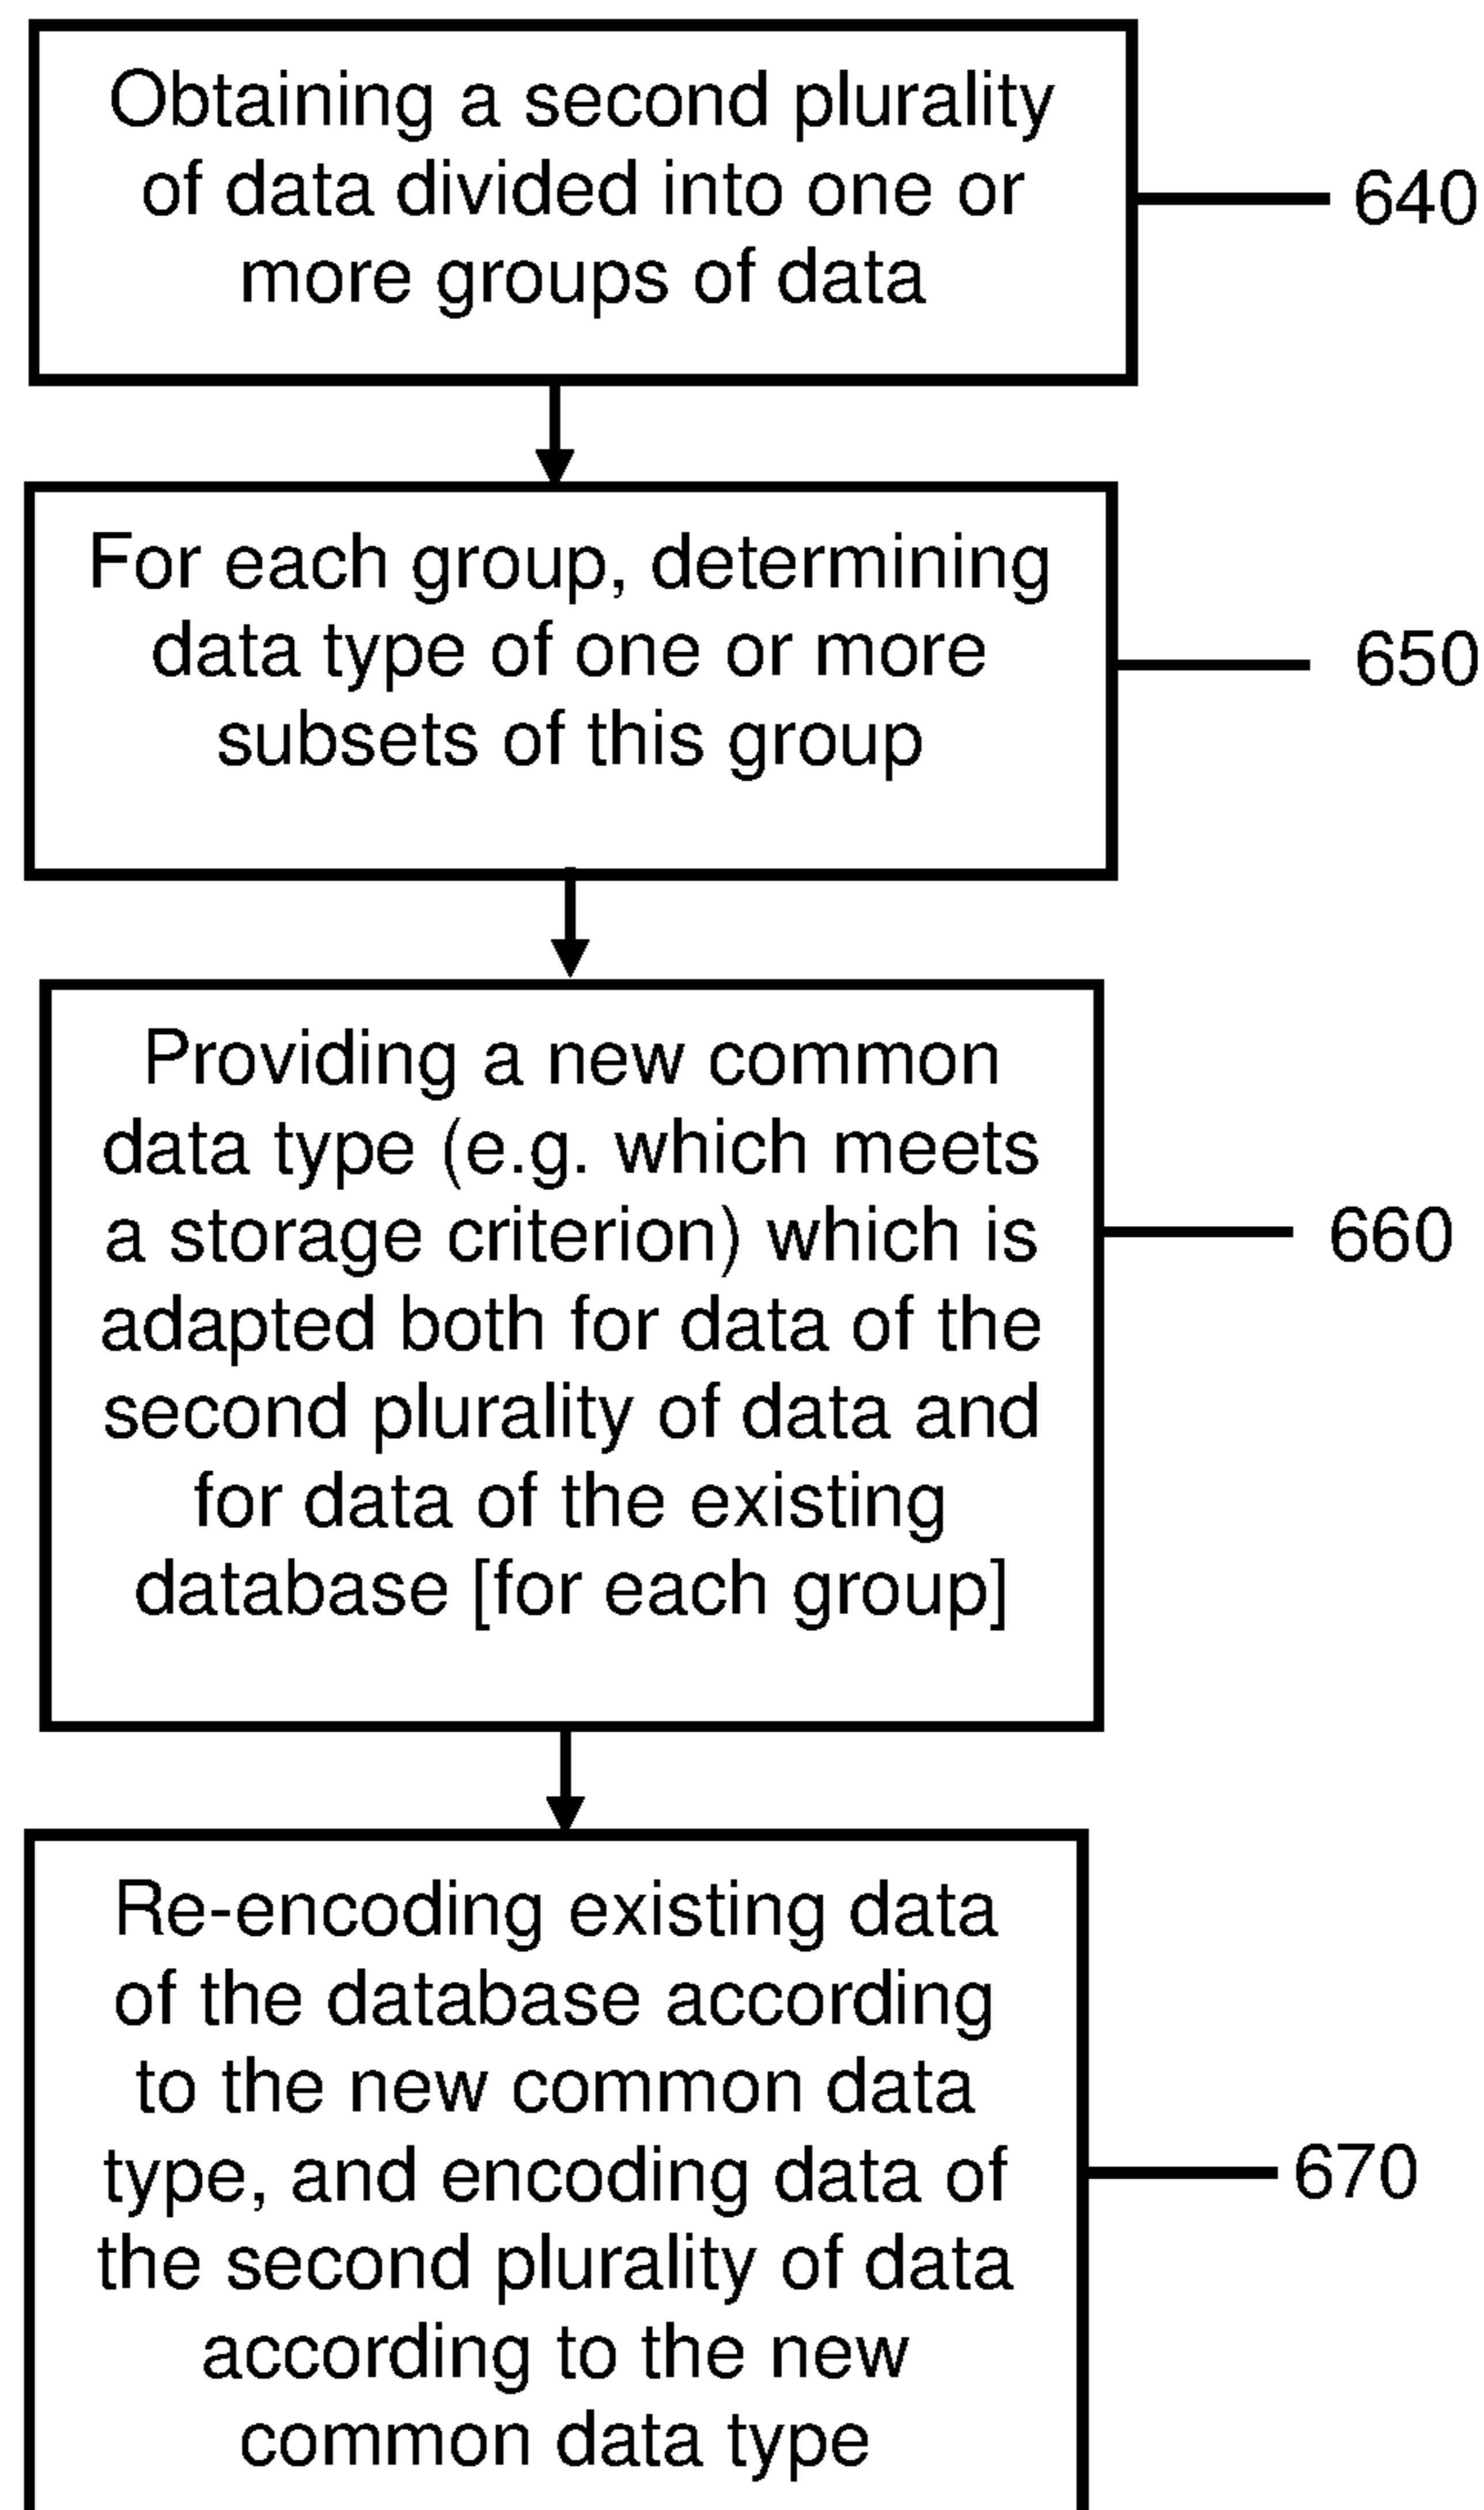 Obtaining a second plurality
of data divided into one or
more groups of data
640
For each group, determining
data type of one or more
subsets of this group
650
Providing a new common
data type (e.g. which meets
a storage criterion) which is
adapted both for data of the
second plurality of data and
for data of the existing
database [for each group]
660
Re-encoding existing data
of the database according
to the new common data
type, and encoding data of
the second plurality of data
according to the new
common data type
670